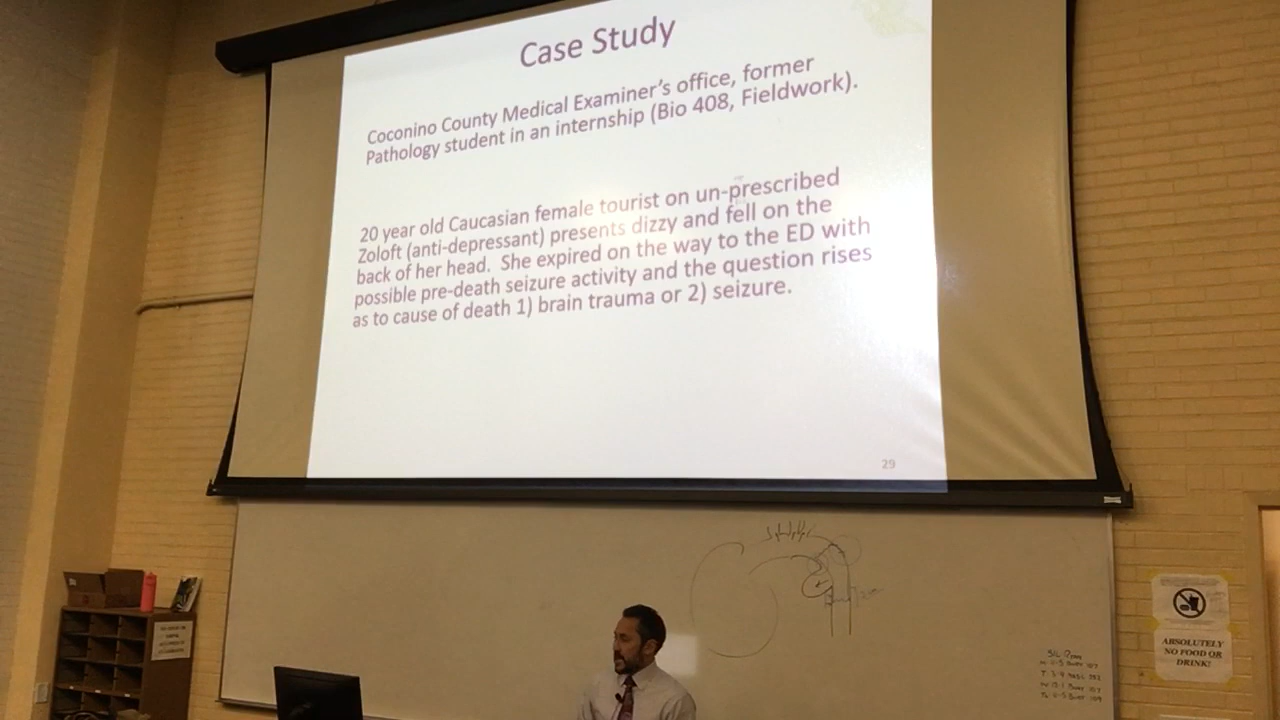 Case Study
Coconino County Medical Examiner's office, former
Pathology student in an internship (Bio 408, Fieldwork).
20 year old Caucasian female tourist on un-prescribed
Zoloft (anti-depressant) presents dizzy and fell on the
back of her head. She expired on the way to the ED with
possible pre-death seizure activity and the question rises
as to cause of death 1) brain trauma or 2) seizure.
29
ABSOLUTELY
NO FOOD OR
DRINK!